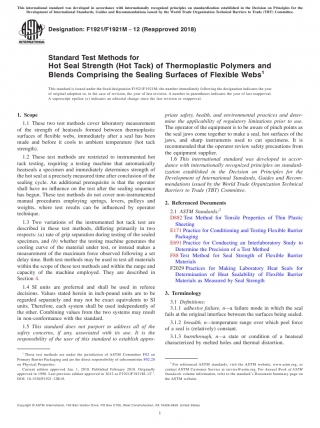 This international standard was developed in accordance with internationally recognized principles on standardization established in the Decision on Principles for the
Development of International Standards, Guides and Recommendations issued by the World Trade Organization Technical Barriers to Trade (TBT) Committee.
Designation: F1921/F1921M − 12 (Reapproved 2018)
Standard Test Methods for
Hot Seal Strength (Hot Tack) of Thermoplastic Polymers and
Blends Comprising the Sealing Surfaces of Flexible Webs¹
This standard is issued under the fixed designation F1921/F1921M; the number immediately following the designation indicates the year
of original adoption or, in the case of revision, the year of last revision. A number in parentheses indicates the year of last reapproval.
A superscript epsilon (ε) indicates an editorial change since the last revision or reapproval.
1. Scope
1.1 These two test methods cover laboratory measurement
of the strength of heatseals formed between thermoplastic
surfaces of flexible webs, immediately after a seal has been
made and before it cools to ambient temperature (hot tack
strength).
1.2 These test methods are restricted to instrumented hot
tack testing, requiring a testing machine that automatically
heatseals a specimen and immediately determines strength of
the hot seal at a precisely measured time after conclusion of the
sealing cycle. An additional prerequisite is that the operator
shall have no influence on the test after the sealing sequence
has begun. These test methods do not cover non-instrumented
manual procedures employing springs, levers, pulleys and
weights, where test results can be influenced by operator
technique.
1.3 Two variations of the instrumented hot tack test are
described in these test methods, differing primarily in two
respects: (a) rate of grip separation during testing of the sealed
specimen, and (b) whether the testing machine generates the
cooling curve of the material under test, or instead makes a
measurement of the maximum force observed following a set
delay time. Both test methods may be used to test all materials
within the scope of these test methods and within the range and
capacity of the machine employed. They are described in
Section 4.
1.4 SI units are preferred and shall be used in referee
decisions. Values stated herein in inch-pound units are to be
regarded separately and may not be exact equivalents to SI
units. Therefore, each system shall be used independently of
the other. Combining values from the two systems may result
in non-conformance with the standard.
1.5 This standard does not purport to address all of the
safety concerns, if any, associated with its use. It is the
responsibility of the user of this standard to establish appro-
priate safety, health, and environmental practices and deter-
mine the applicability of regulatory limitations prior to use.
The operator of the equipment is to be aware of pinch points as
the seal jaws come together to make a seal, hot surfaces of the
jaws, and sharp instruments used to cut specimens. It is
recommended that the operator review safety precautions from
the equipment supplier.
1.6 This international standard was developed in accor-
dance with internationally recognized principles on standard-
ization established in the Decision on Principles for the
Development of International Standards, Guides and Recom-
mendations issued by the World Trade Organization Technical
Barriers to Trade (TBT) Committee.
2. Referenced Documents
2.1 ASTM Standards:²
D882 Test Method for Tensile Properties of Thin Plastic
Sheeting
E171 Practice for Conditioning and Testing Flexible Barrier
Packaging
E691 Practice for Conducting an Interlaboratory Study to
Determine the Precision of a Test Method
F88 Test Method for Seal Strength of Flexible Barrier
Materials
F2029 Practices for Making Laboratory Heat Seals for
Determination of Heat Sealability of Flexible Barrier
Materials as Measured by Seal Strength
3. Terminology
3.1 Definitions:
3.1.1 adhesive failure, n—a failure mode in which the seal
fails at the original interface between the surfaces being sealed.
3.1.2 breadth, n—temperature range over which peel force
of a seal is (relatively) constant.
3.1.3 burnthrough, n—a state or condition of a heatseal
characterized by melted holes and thermal distortion.
¹ These test methods are under the jurisdiction of ASTM Committee F02 on
Primary Barrier Packaging and are the direct responsibility of subcommittee F02.20
on Physical Properties.
Current edition approved Jan. 1, 2018. Published February 2018. Originally
approved in 1998. Last previous edition approved in 2012 as F1921/F1921M–12ᵋ¹.
DOI: 10.1520/F1921-12R18.
² For referenced ASTM standards, visit the ASTM website, www.astm.org, or
contact ASTM Customer Service at service@astm.org. For Annual Book of ASTM
Standards volume information, refer to the standard's Document Summary page on
the ASTM website.
Copyright © ASTM International, 100 Barr Harbor Drive, PO Box C700, West Conshohocken, PA 19428-2959. United States
1